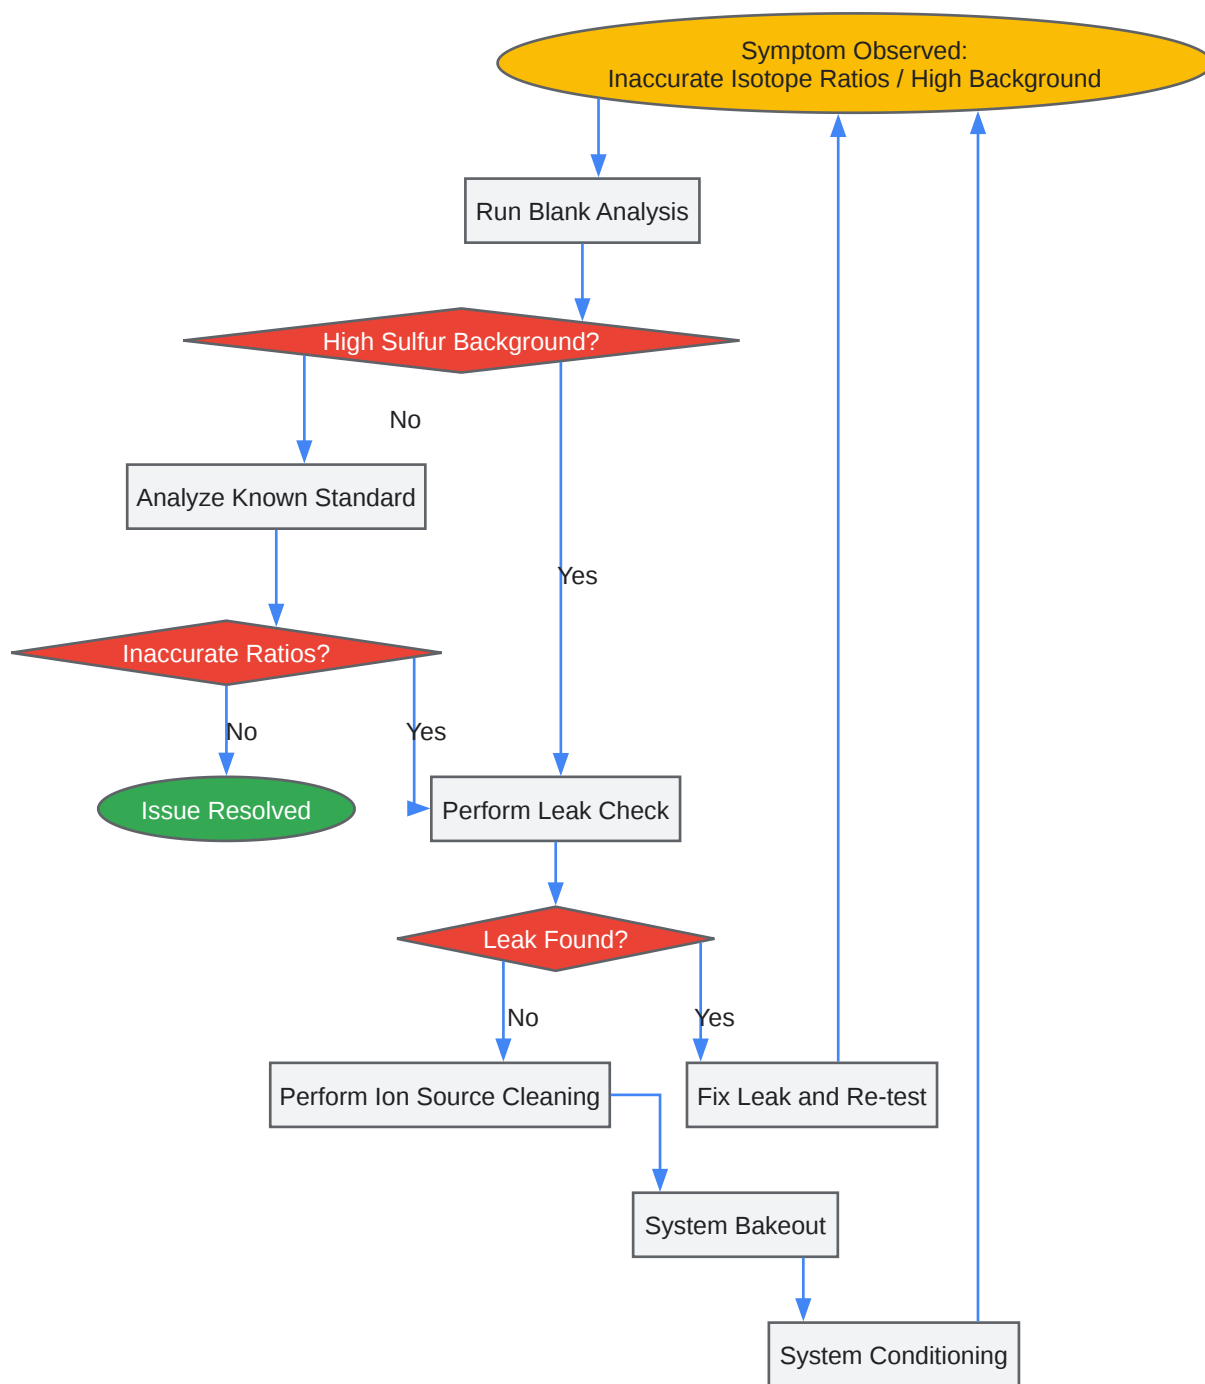 Symptom Observed:
Inaccurate Isotope Ratios / High Background
Run Blank Analysis
High Sulfur Background?
No
Analyze Known Standard
Yes
Inaccurate Ratios?
No
Yes
Issue Resolved
Perform Leak Check
Leak Found?
No
Yes
Perform Ion Source Cleaning
Fix Leak and Re-test
System Bakeout
System Conditioning